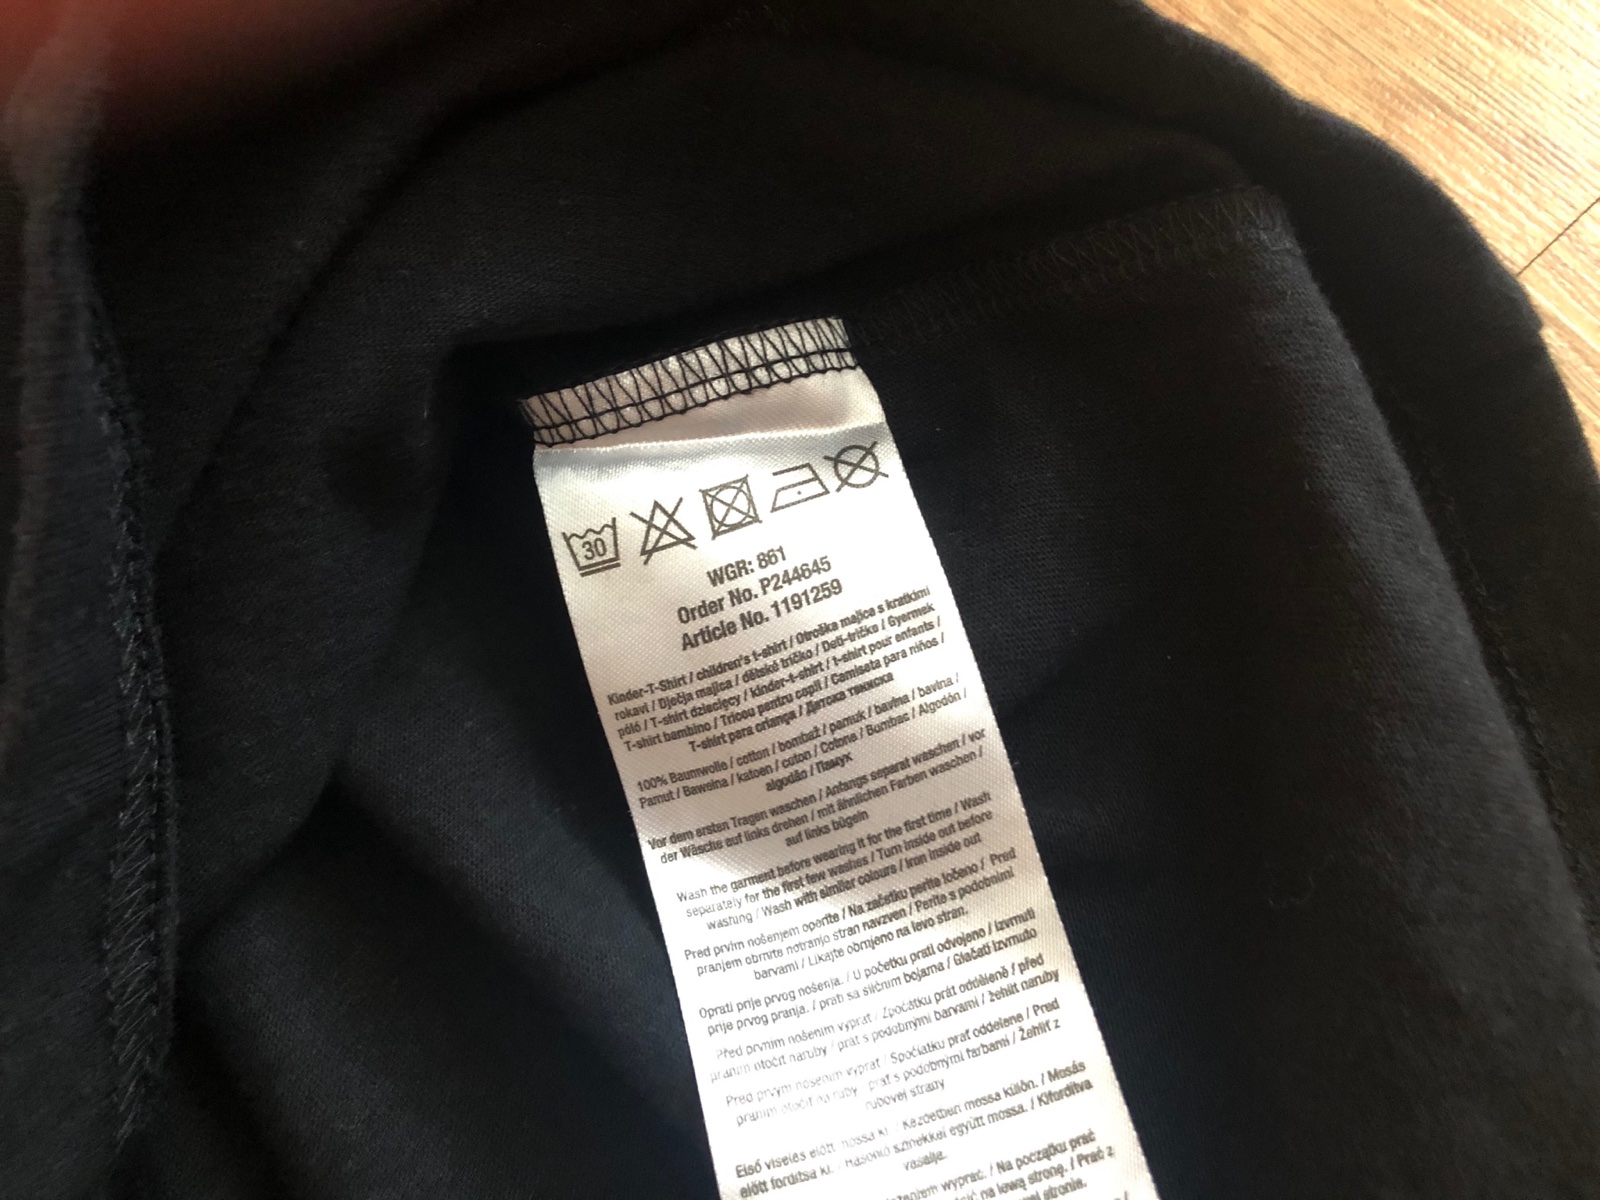 30
WGR: 861
Order No. P244645
Article No. 1191259
Kinder-T-Shirt / children's t-shirt / Otroška majica s kratkimi
rokavi / Dječja majica / dětské tričko / Deti-tričko / Gyermek
póló / T-shirt dziecięcy / kinder-t-shirt / t-shirt pour enfants /
T-shirt bambino / Tricou pentru copii / Camiseta para niños /
T-shirt para criança / Детска тениска
100% Baumwolle / cotton / bombaž / pamuk / bavlna / bavlna /
Pamut / Bawełna / katoen / coton / Cotone / Bumbac / Algodón /
algodão / Памук
Vor dem ersten Tragen waschen / Anfangs separat waschen / vor
der Wäsche auf links drehen / mit ähnlichen Farben waschen /
auf links bügeln
Wash the garment before wearing it for the first time / Wash
separately for the first few washes / Turn inside out before
washing / Wash with similar colours / Iron inside out
Pred prvim nošenjem operite / Na začetku perite ločeno / Pred
pranjem obrnite notranjo stran navzven / Perite s podobnimi
barvami / Likajte obrnjeno na levo stran.
Oprati prije prvog nošenja. / U početku prati odvojeno / Izvrnuti
prije prvog pranja. / prati sa sličnim bojama / Glačati izvrnuto
Před prvním nošením vyprat / Zpočátku prát odděleně / před
praním otočit naruby / prát s podobnými barvami / žehlit naruby
Pred prvým nosením vyprať / Spočiatku prať oddelene / Pred
praním otočiť na ruby / prať s podobnými farbami / Žehliť z
rubovej strany
Első viselés előtt mossa ki. / Kezdetben mossa külön. / Mosás
előtt fordítsa ki. / Hasonló színekkel együtt mossa. / Kifordítva
vasalja.
wyprać. / Na początku prać
na lewą stronę. / Prać z
stronie.